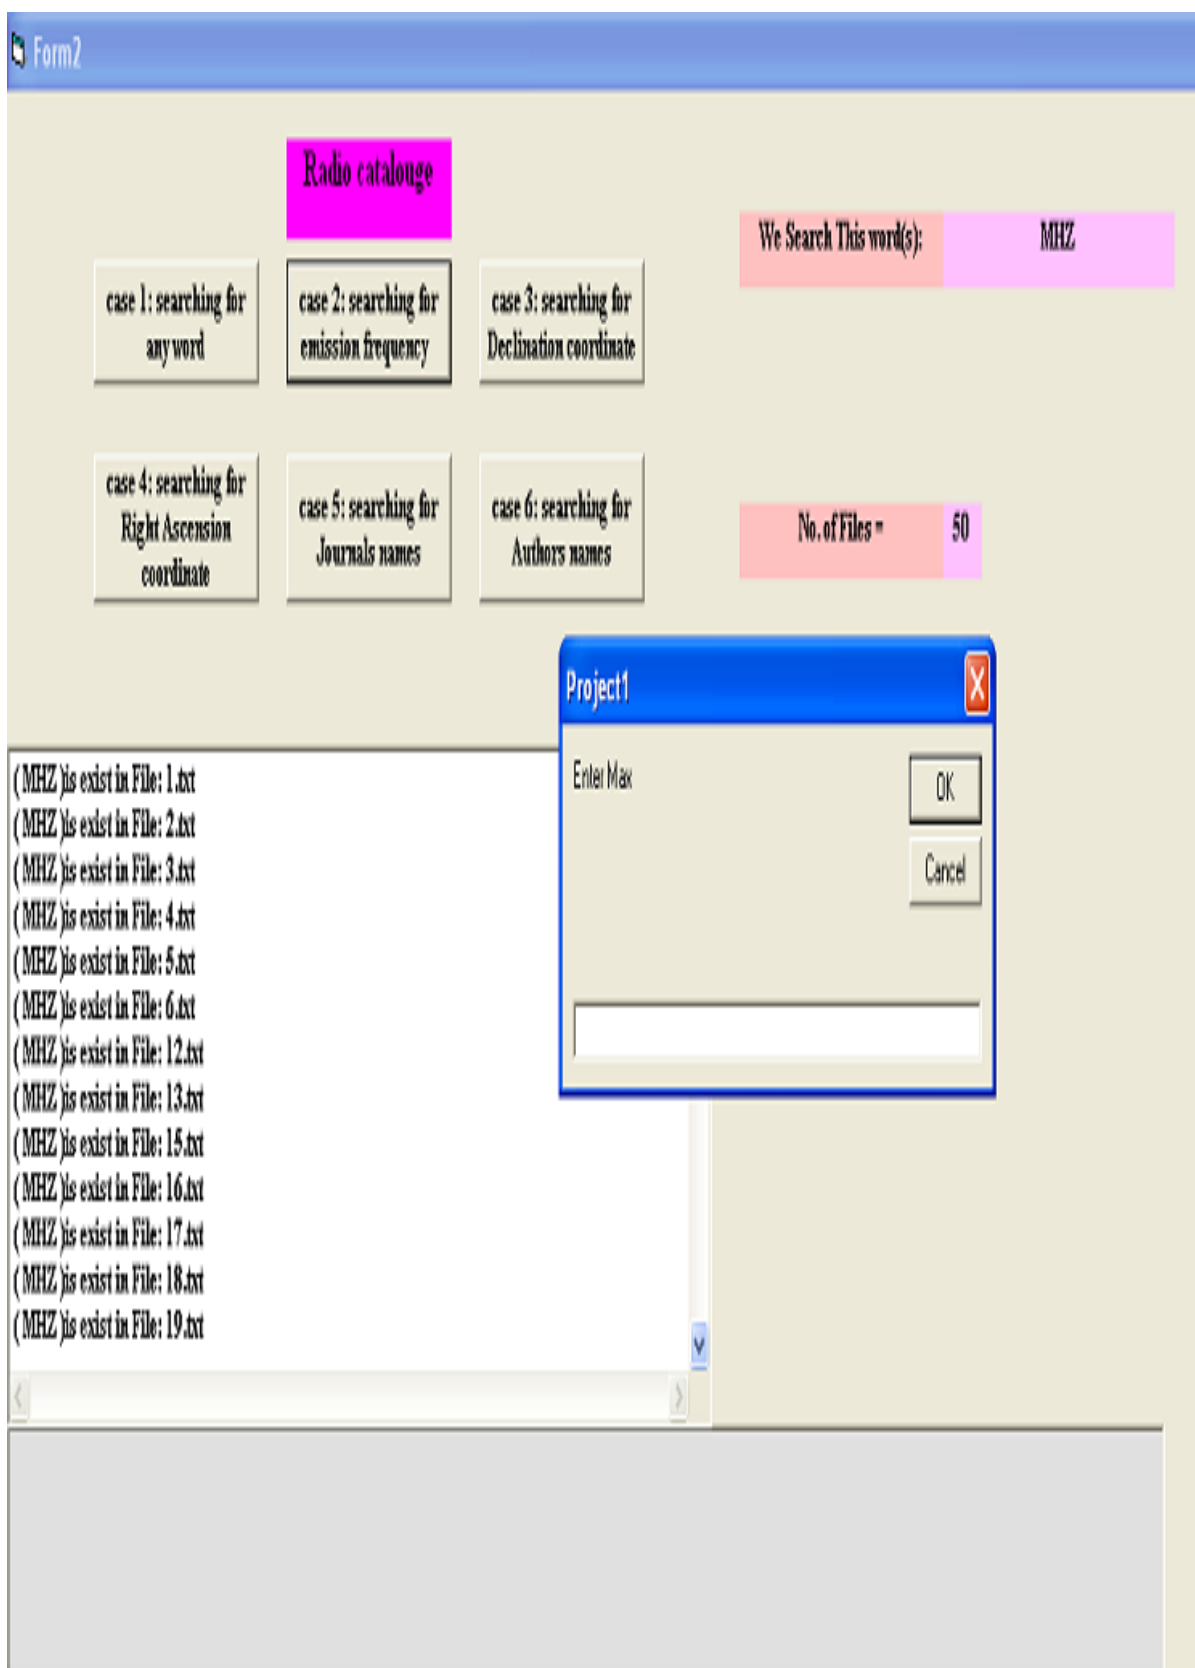 Form2
Radio catalouge
We Search This word(s):
MHZ
case 1: searching for
any word
case 2: searching for
emission frequency
case 3: searching for
Declination coordinate
case 4: searching for
Right Ascension
coordinate
case 5: searching for
Journals names
case 6: searching for
Authors names
No. of Files =
50
Project1
Enter Max
OK
Cancel
( MHZ )is exist in File: 1.txt
( MHZ )is exist in File: 2.txt
( MHZ )is exist in File: 3.txt
( MHZ )is exist in File: 4.txt
( MHZ )is exist in File: 5.txt
( MHZ )is exist in File: 6.txt
( MHZ )is exist in File: 12.txt
( MHZ )is exist in File: 13.txt
( MHZ )is exist in File: 15.txt
( MHZ )is exist in File: 16.txt
( MHZ )is exist in File: 17.txt
( MHZ )is exist in File: 18.txt
( MHZ )is exist in File: 19.txt